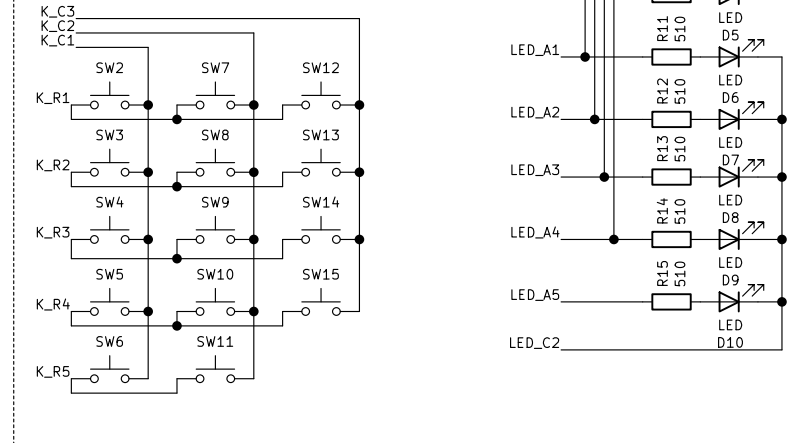 K_C3
K_C2
K_C1
SW2 SW7 SW12
K_R1
SW3 SW8 SW13
K_R2
SW4 SW9 SW14
K_R3
SW5 SW10 SW15
K_R4
SW6 SW11
K_R5
LED
R11 510 D5
LED_A1
LED
R12 510 D6
LED_A2
LED
R13 510 D7
LED_A3
LED
R14 510 D8
LED_A4
LED
R15 510 D9
LED_A5
LED
LED_C2 D10